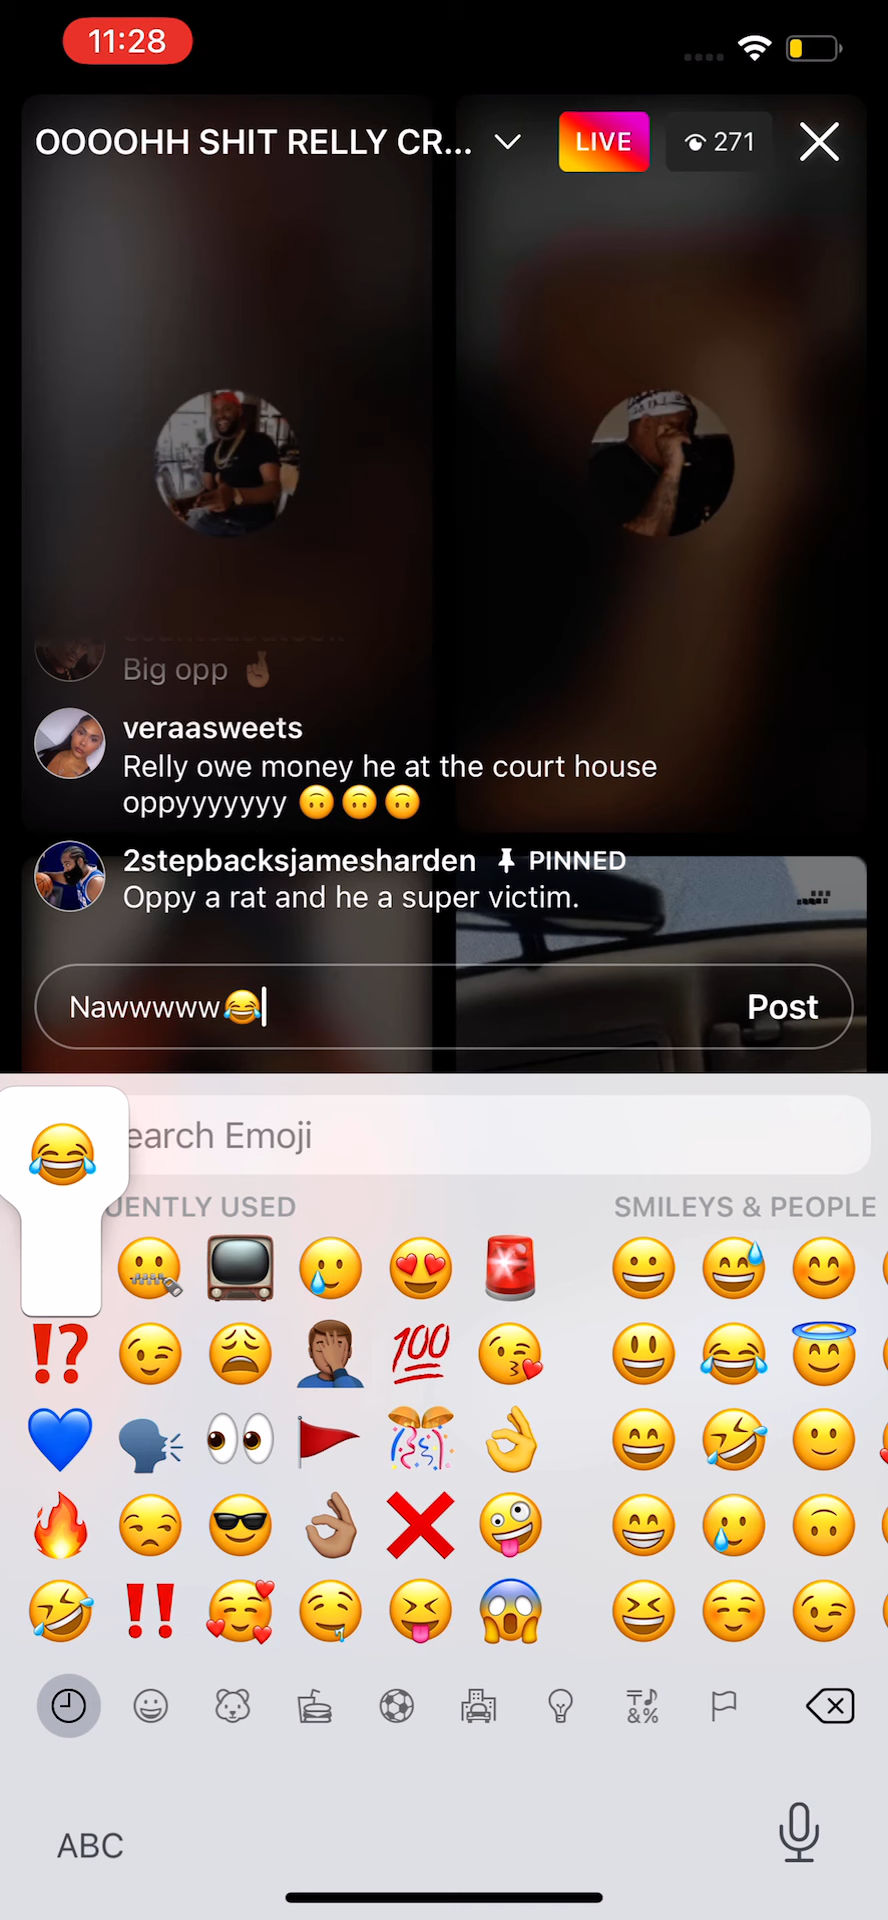 11:28
OOOOHH SHIT RELLY CR...
LIVE
271
Big opp 🤞🏽
veraasweets
Relly owe money he at the court house
oppyyyyyyy 🙃🙃🙃
2stepbacksjamesharden PINNED
Oppy a rat and he a super victim.
Nawwwww😂
Post
earch Emoji
UENTLY USED
SMILEYS & PEOPLE
ABC